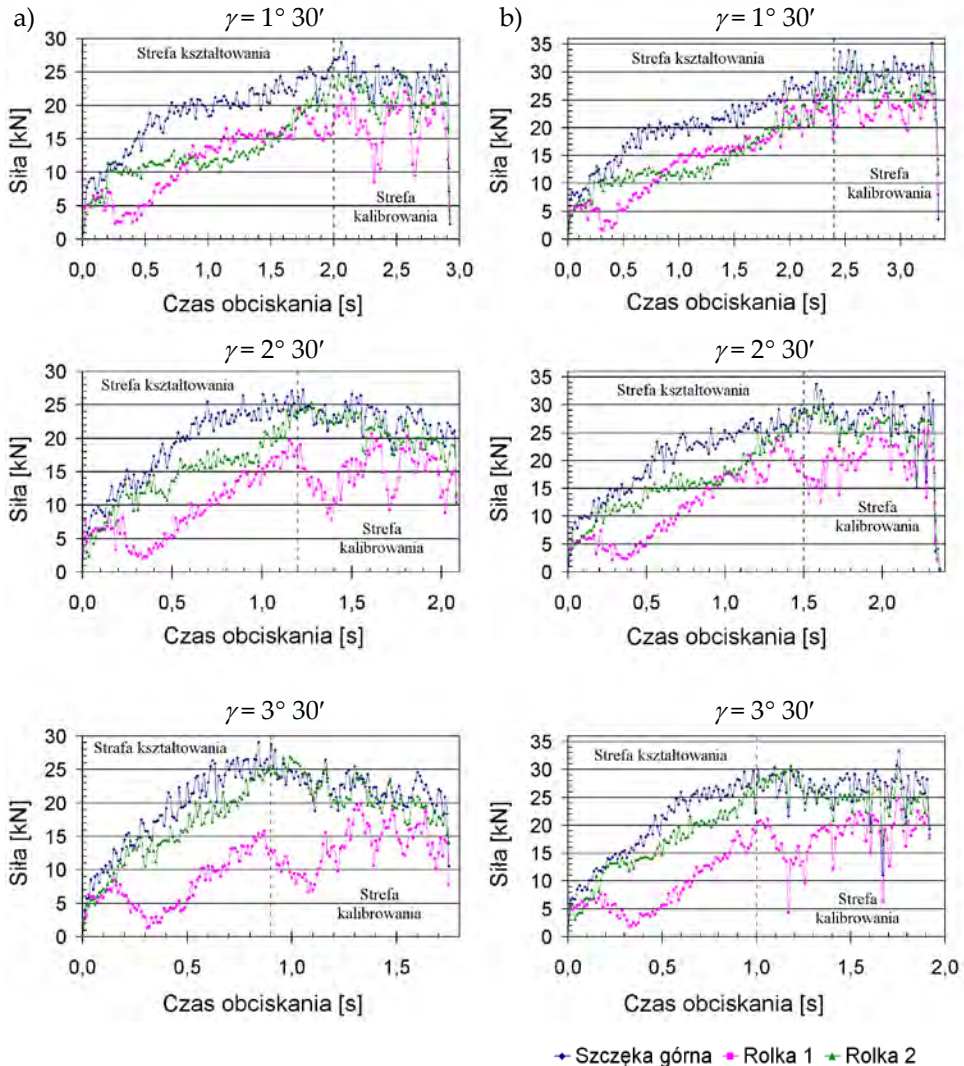 a)
γ = 1° 30′
Siła [kN]
30
25
20
15
10
5
0
Strefa kształtowania
Strefa
kalibrowania
0,0 0,5 1,0 1,5 2,0 2,5 3,0
Czas obciskania [s]
b)
γ = 1° 30′
Siła [kN]
35
30
25
20
15
10
5
0
Strefa kształtowania
Strefa
kalibrowania
0,0 0,5 1,0 1,5 2,0 2,5 3,0
Czas obciskania [s]
γ = 2° 30′
Siła [kN]
30
25
20
15
10
5
0
Strefa kształtowania
Strefa
kalibrowania
0,0 0,5 1,0 1,5 2,0
Czas obciskania [s]
γ = 2° 30′
Siła [kN]
35
30
25
20
15
10
5
0
Strefa kształtowania
Strefa
kalibrowania
0,0 0,5 1,0 1,5 2,0
Czas obciskania [s]
γ = 3° 30′
Siła [kN]
30
25
20
15
10
5
0
Strafa kształtowania
Strefa
kalibrowania
0,0 0,5 1,0 1,5
Czas obciskania [s]
γ = 3° 30′
Siła [kN]
35
30
25
20
15
10
5
0
Strefa kształtowania
Strefa
kalibrowania
0,0 0,5 1,0 1,5 2,0
Czas obciskania [s]
Szczęka górna Rolka 1 Rolka 2